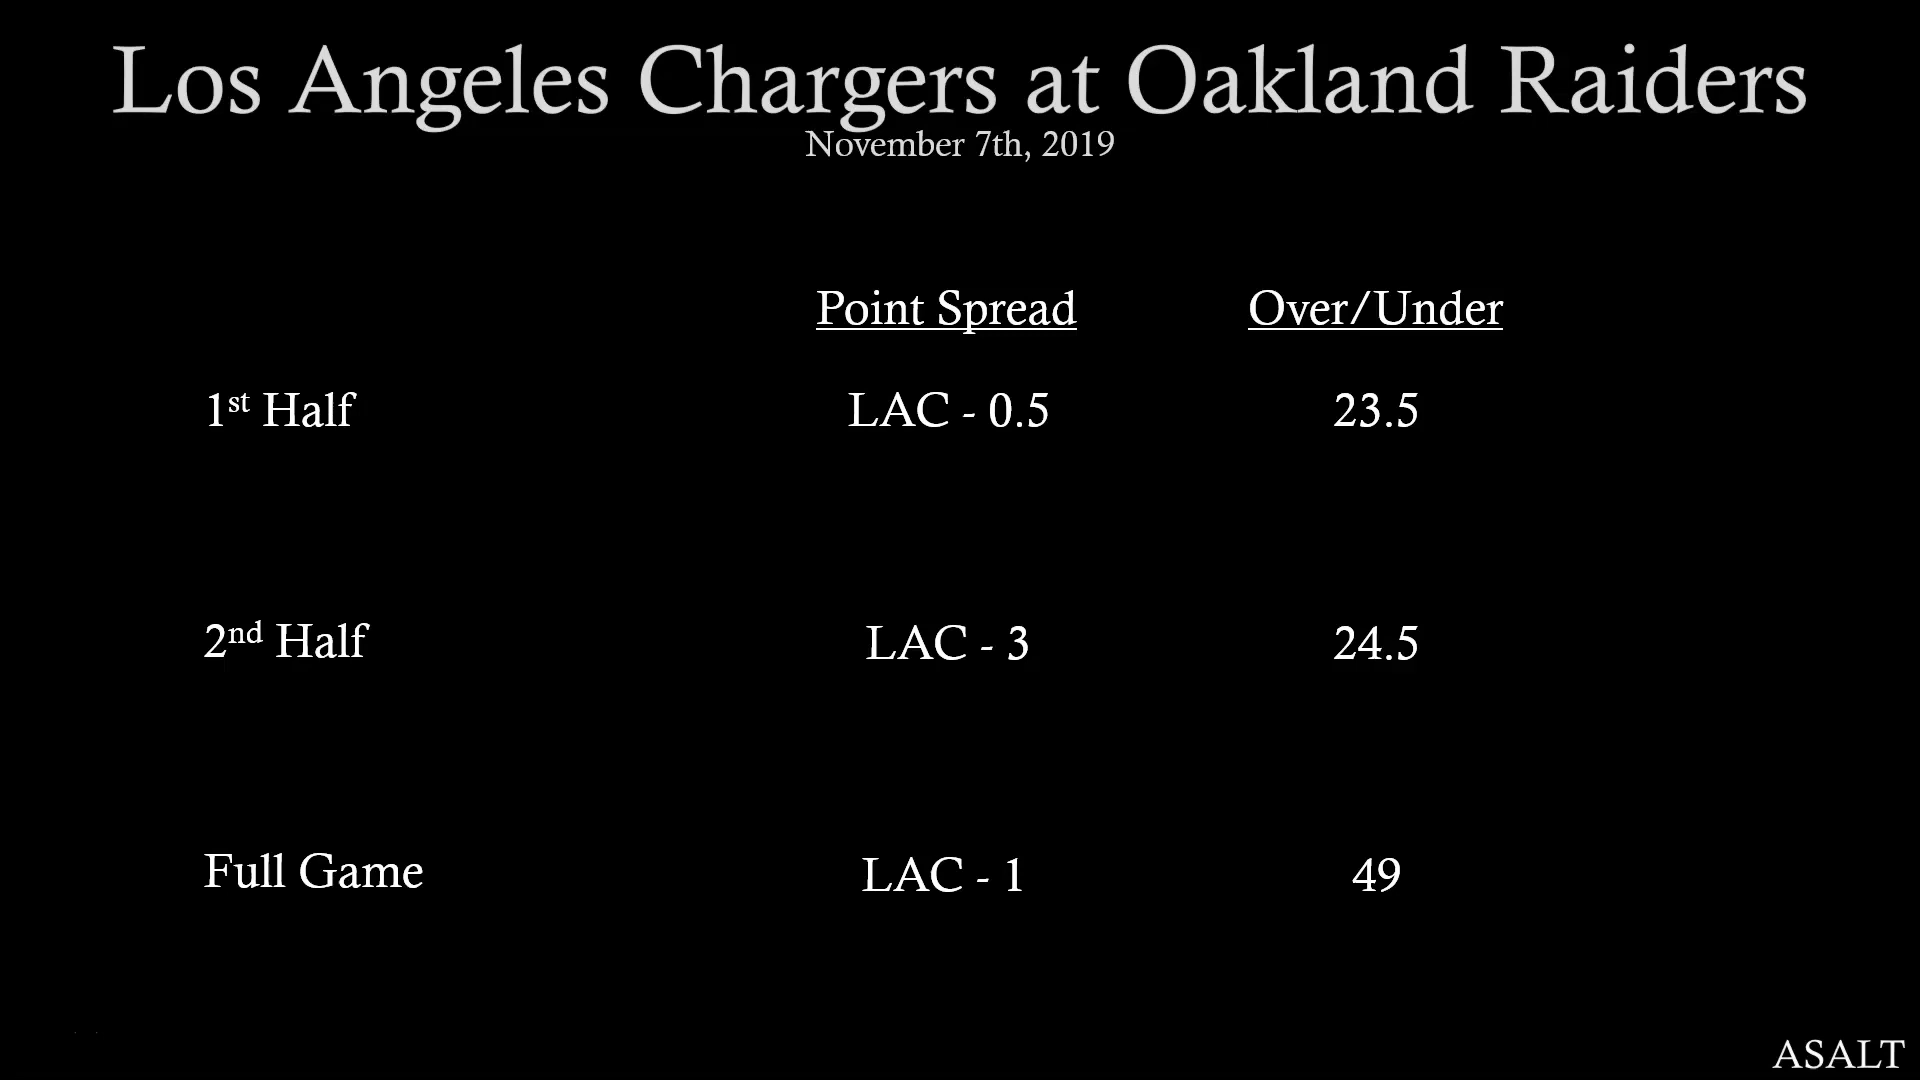 Los Angeles Chargers at Oakland Raiders
November 7th, 2019
Point Spread Over/Under
1st Half LAC - 0.5 23.5
2nd Half LAC - 3 24.5
Full Game LAC - 1 49
ASALT